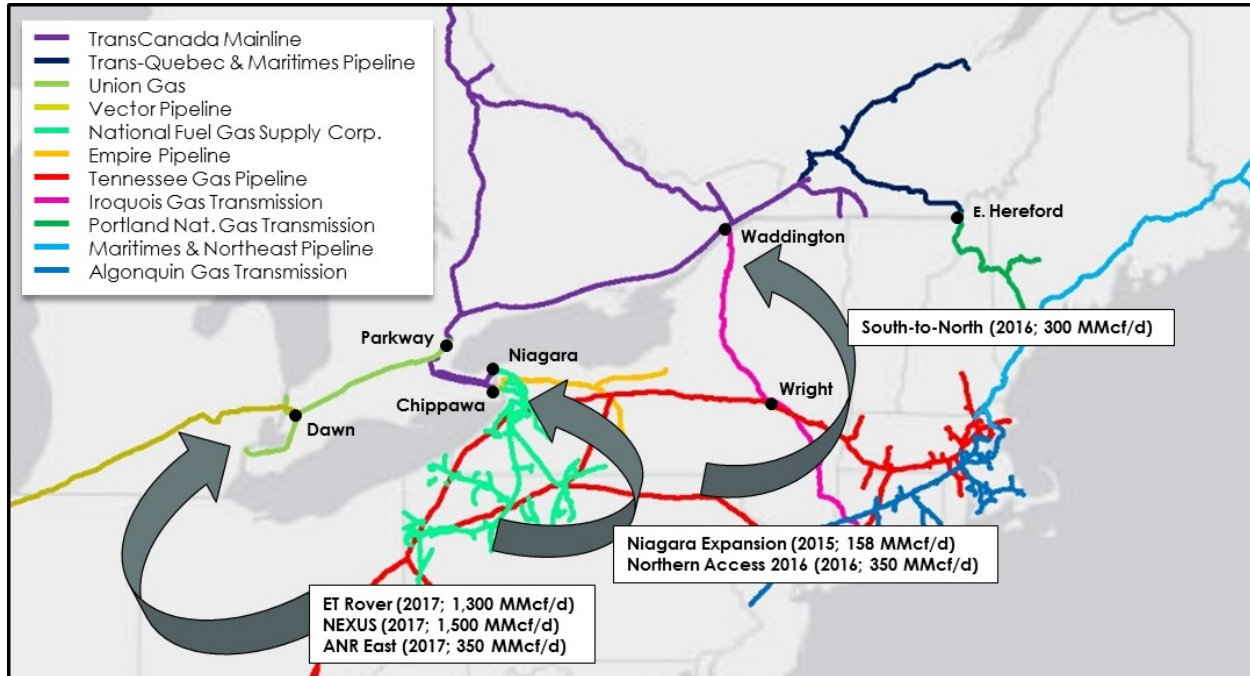 TransCanada Mainline
Trans-Quebec & Maritimes Pipeline
Union Gas
Vector Pipeline
National Fuel Gas Supply Corp.
Empire Pipeline
Tennessee Gas Pipeline
Iroquois Gas Transmission
Portland Nat. Gas Transmission
Maritimes & Northeast Pipeline
Algonquin Gas Transmission
E. Hereford
Waddington
South-to-North (2016; 300 MMcf/d)
Parkway
Niagara
Chippawa
Wright
Dawn
Niagara Expansion (2015; 158 MMcf/d)
Northern Access 2016 (2016; 350 MMcf/d)
ET Rover (2017; 1,300 MMcf/d)
NEXUS (2017; 1,500 MMcf/d)
ANR East (2017; 350 MMcf/d)